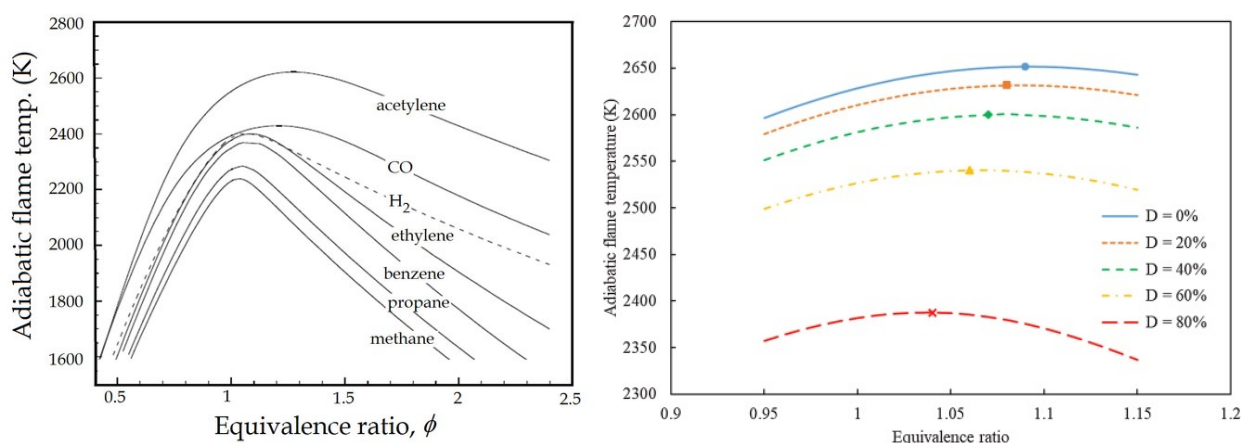 Adiabatic flame temp. (K)
2800
2600
2400
2200
2000
1800
1600
acetylene
CO
H2
ethylene
benzene
propane
methane
0.5
1
1.5
2
2.5
Equivalence ratio, ϕ
Adiabatic flame temperature (K)
2700
2650
2600
2550
2500
2450
2400
2350
2300
D = 0%
D = 20%
D = 40%
D = 60%
D = 80%
0.9
0.95
1
1.05
1.1
1.15
1.2
Equivalence ratio